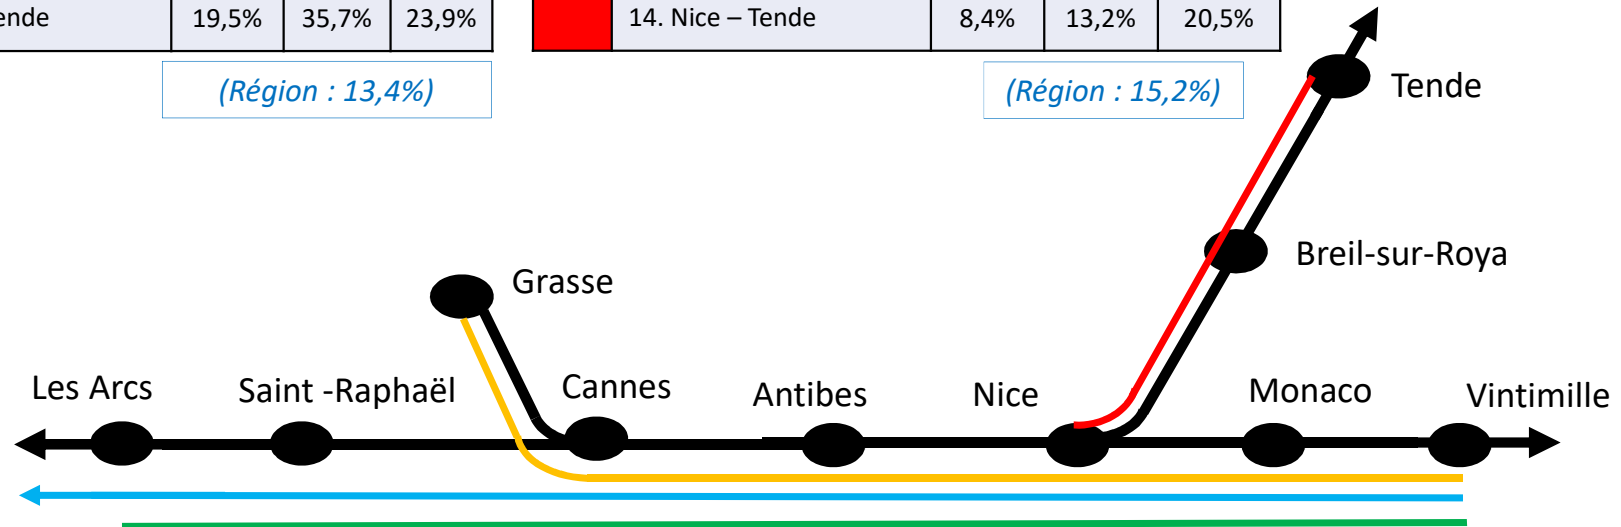 ende 19,5% 35,7% 23,9%
14. Nice – Tende 8,4% 13,2% 20,5%
(Région : 13,4%)
(Région : 15,2%)
Tende
Breil-sur-Roya
Grasse
Les Arcs
Saint -Raphaël
Cannes
Antibes
Nice
Monaco
Vintimille